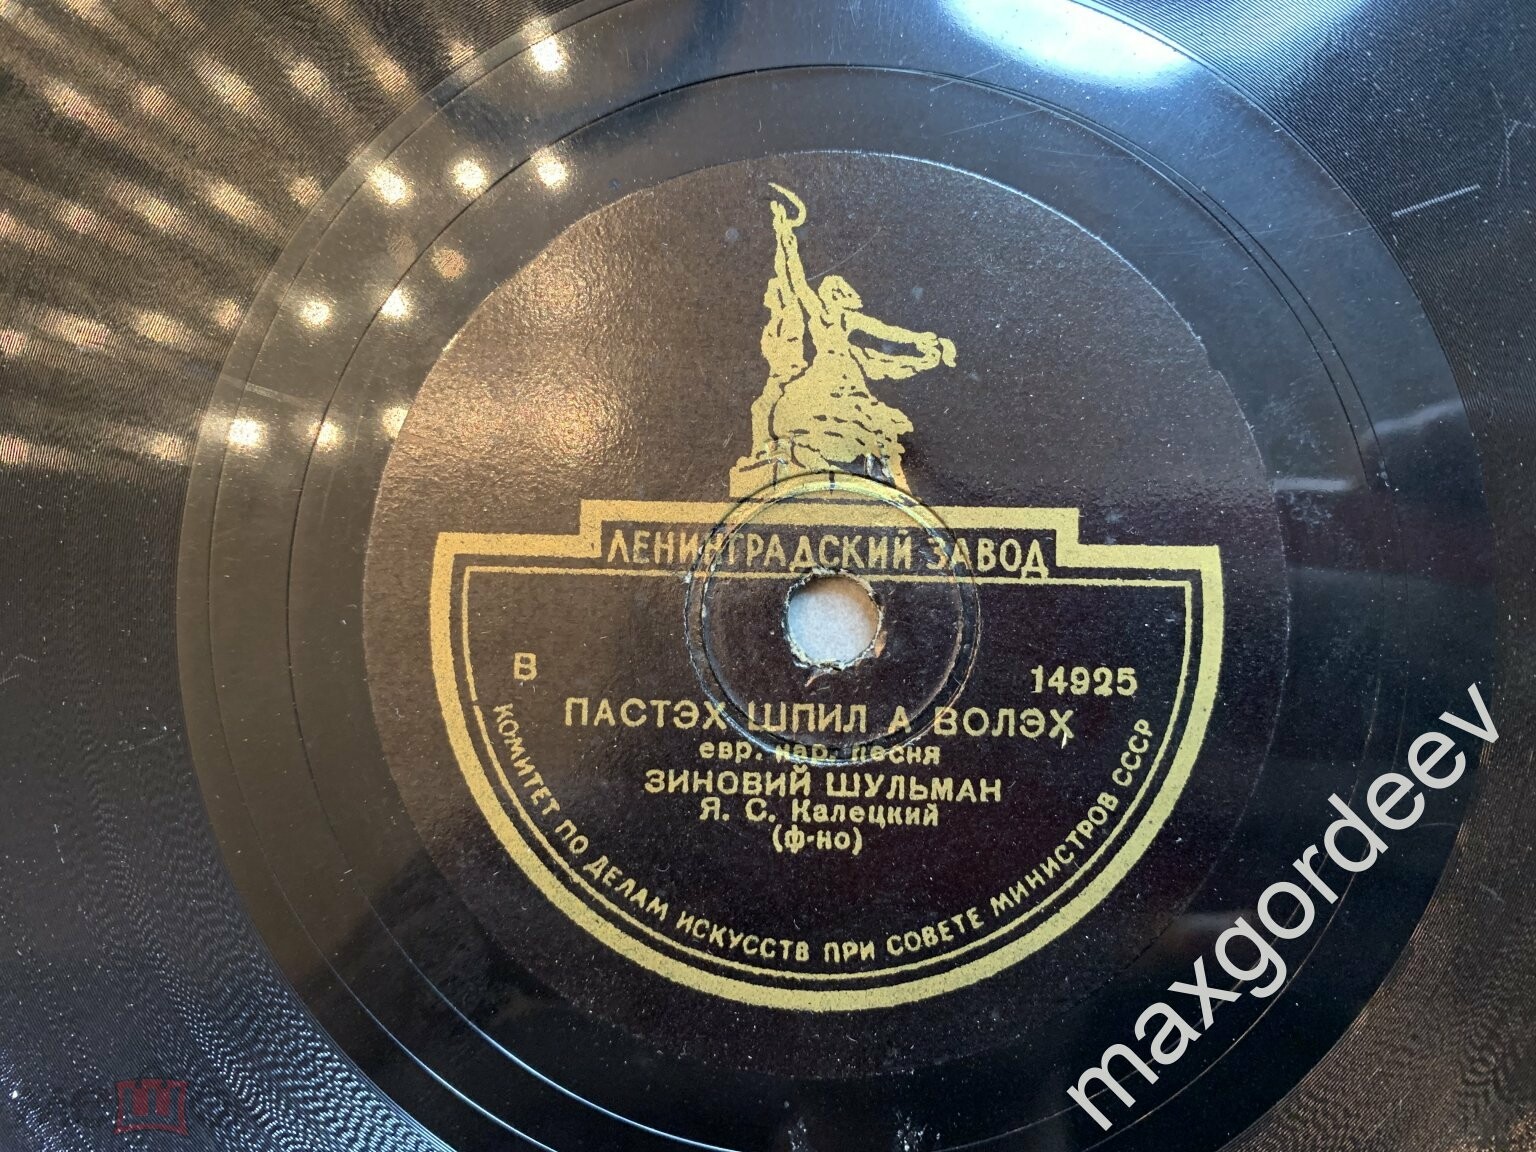 ЛЕНИНГРАДСКИЙ ЗАВОД
В 14925
ПАСТЭХ ШПИЛ А ВОЛЭХ
евр. нар. песня
ЗИНОВИЙ ШУЛЬМАН
Я. С. Калецкий
(ф-но)
КОМИТЕТ ПО ДЕЛАМ ИСКУССТВ ПРИ СОВЕТЕ МИНИСТРОВ СССР
maxgordeev